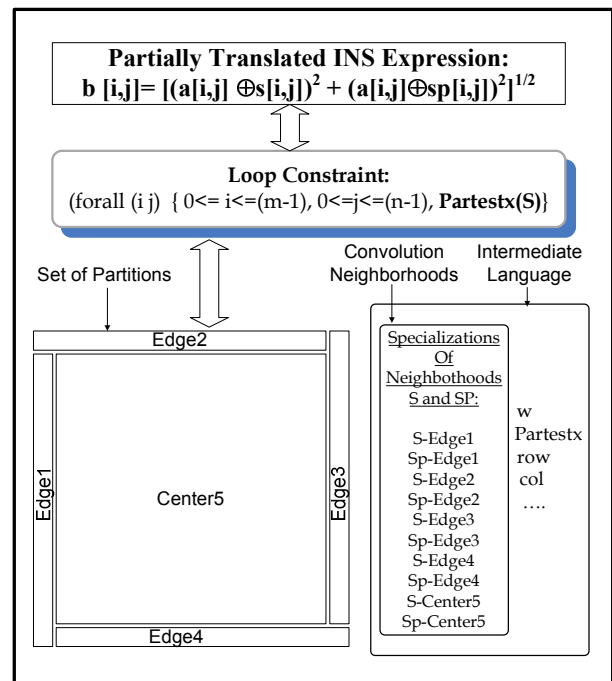 Partially Translated INS Expression:
b [i,j]= [(a[i,j] ⊕s[i,j])² + (a[i,j]⊕sp[i,j])²]^1/2
Loop Constraint:
(forall (i j) { 0<= i<=(m-1), 0<=j<=(n-1), Partestx(S)}
Set of Partitions
Convolution
Neighborhoods
Intermediate
Language
Edge2
Edge1
Center5
Edge3
Edge4
Specializations
Of
Neighbothoods
S and SP:
S-Edge1
Sp-Edge1
S-Edge2
Sp-Edge2
S-Edge3
Sp-Edge3
S-Edge4
Sp-Edge4
S-Center5
Sp-Center5
w
Partestx
row
col
....